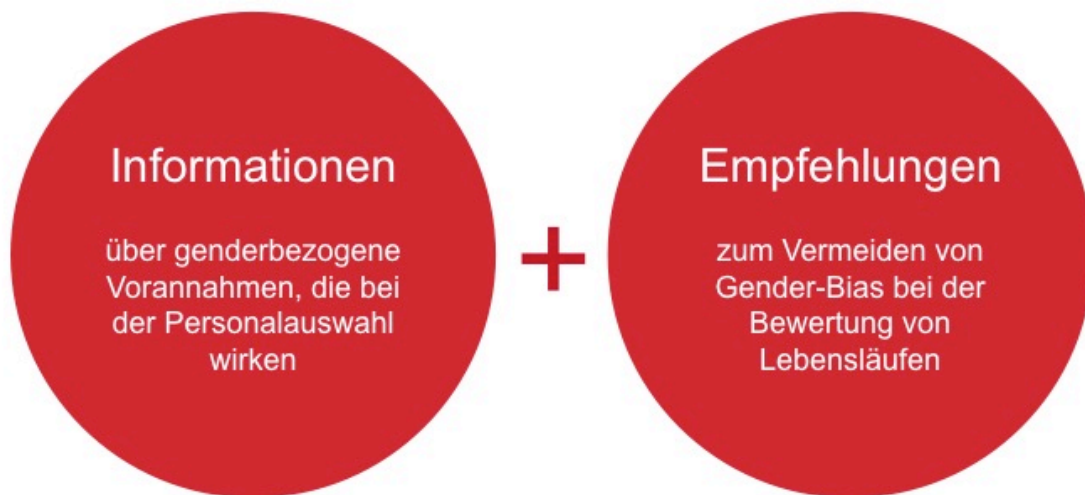 Informationen
über genderbezogene
Vorannahmen, die bei
der Personalauswahl
wirken
+
Empfehlungen
zum Vermeiden von
Gender-Bias bei der
Bewertung von
Lebensläufen